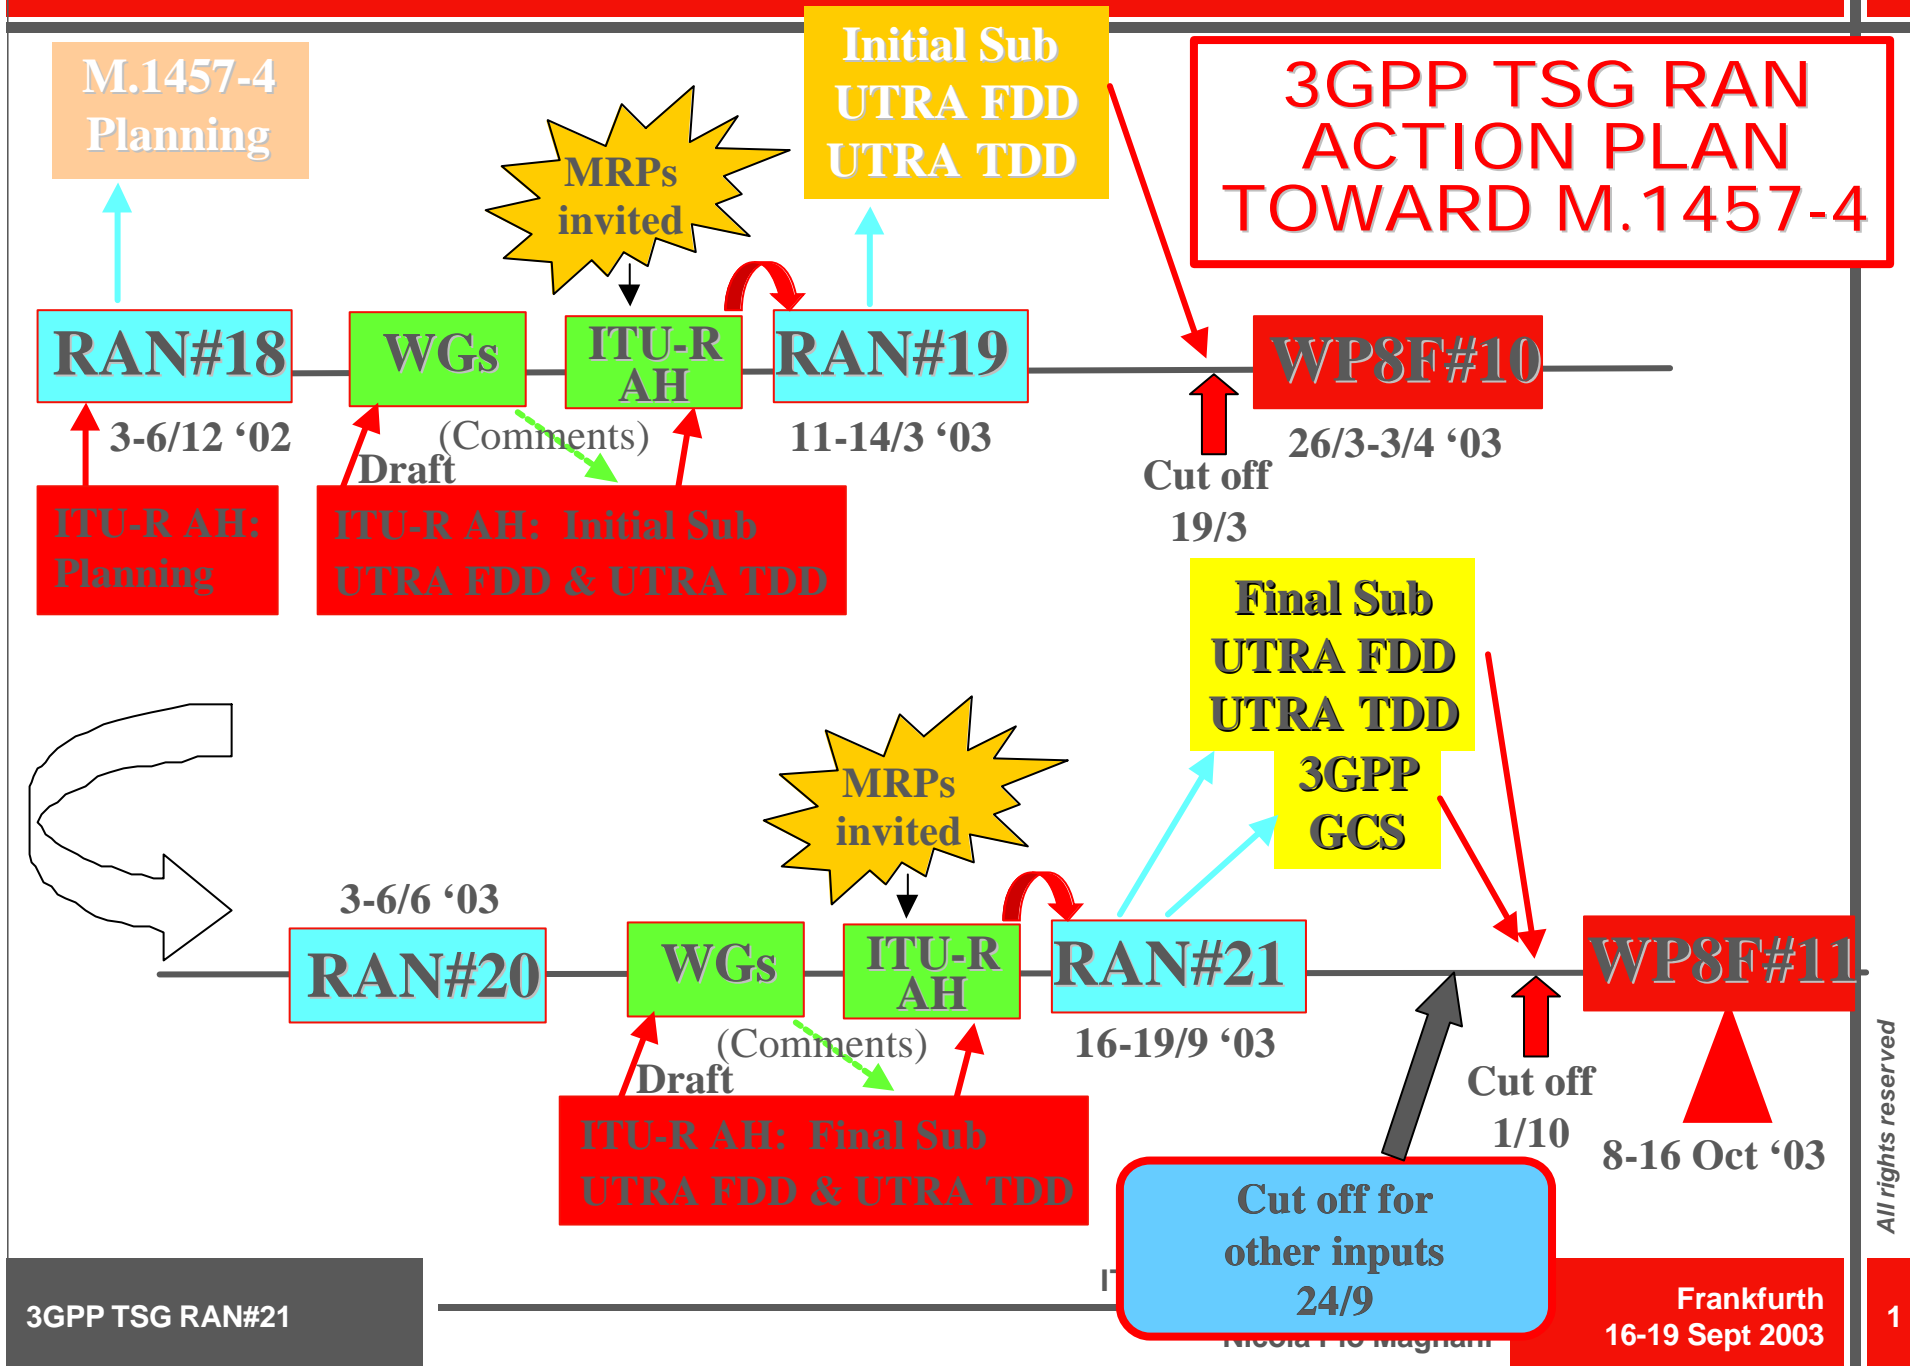 M.1457-4
Planning
Initial Sub
UTRA FDD
UTRA TDD
3GPP TSG RAN
ACTION PLAN
TOWARD M.1457-4
MRPs
invited
RAN#18
WGs
ITU-R
AH
RAN#19
WP8F#10
3-6/12 ‘02
(Comments)
Draft
11-14/3 ‘03
26/3-3/4 ‘03
Cut off
19/3
ITU-R AH:
Planning
ITU-R AH: Initial Sub
UTRA FDD & UTRA TDD
Final Sub
UTRA FDD
UTRA TDD
3GPP
GCS
MRPs
invited
3-6/6 ‘03
RAN#20
WGs
ITU-R
AH
RAN#21
WP8F#11
(Comments)
Draft
16-19/9 ‘03
Cut off
1/10
8-16 Oct ‘03
ITU-R AH: Final Sub
UTRA FDD & UTRA TDD
Cut off for
other inputs
24/9
All rights reserved
3GPP TSG RAN#21
Frankfurth
16-19 Sept 2003
1